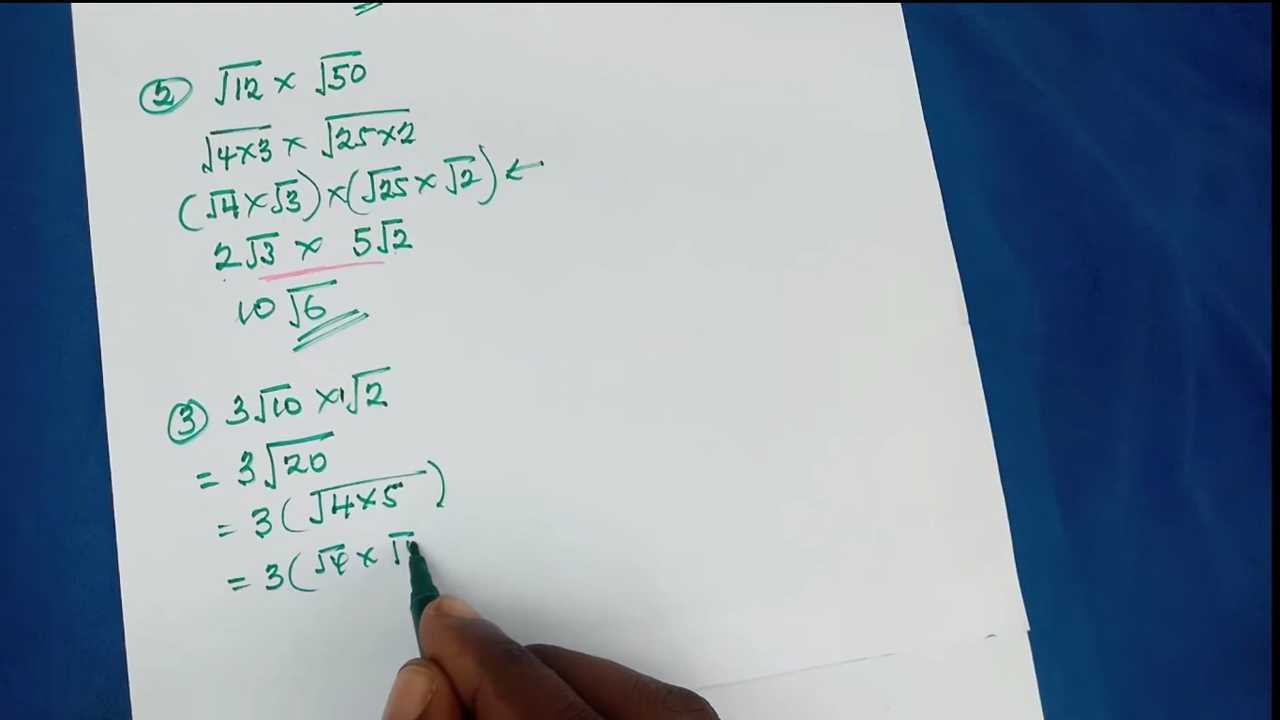 ② √12 × √50
√4×3 × √25×2
(√4 × √3) × (√25 × √2) ←
2√3 × 5√2
10 √6
③ 3√10 × 1√2
= 3√20
= 3(√4×5)
= 3(√4 × √